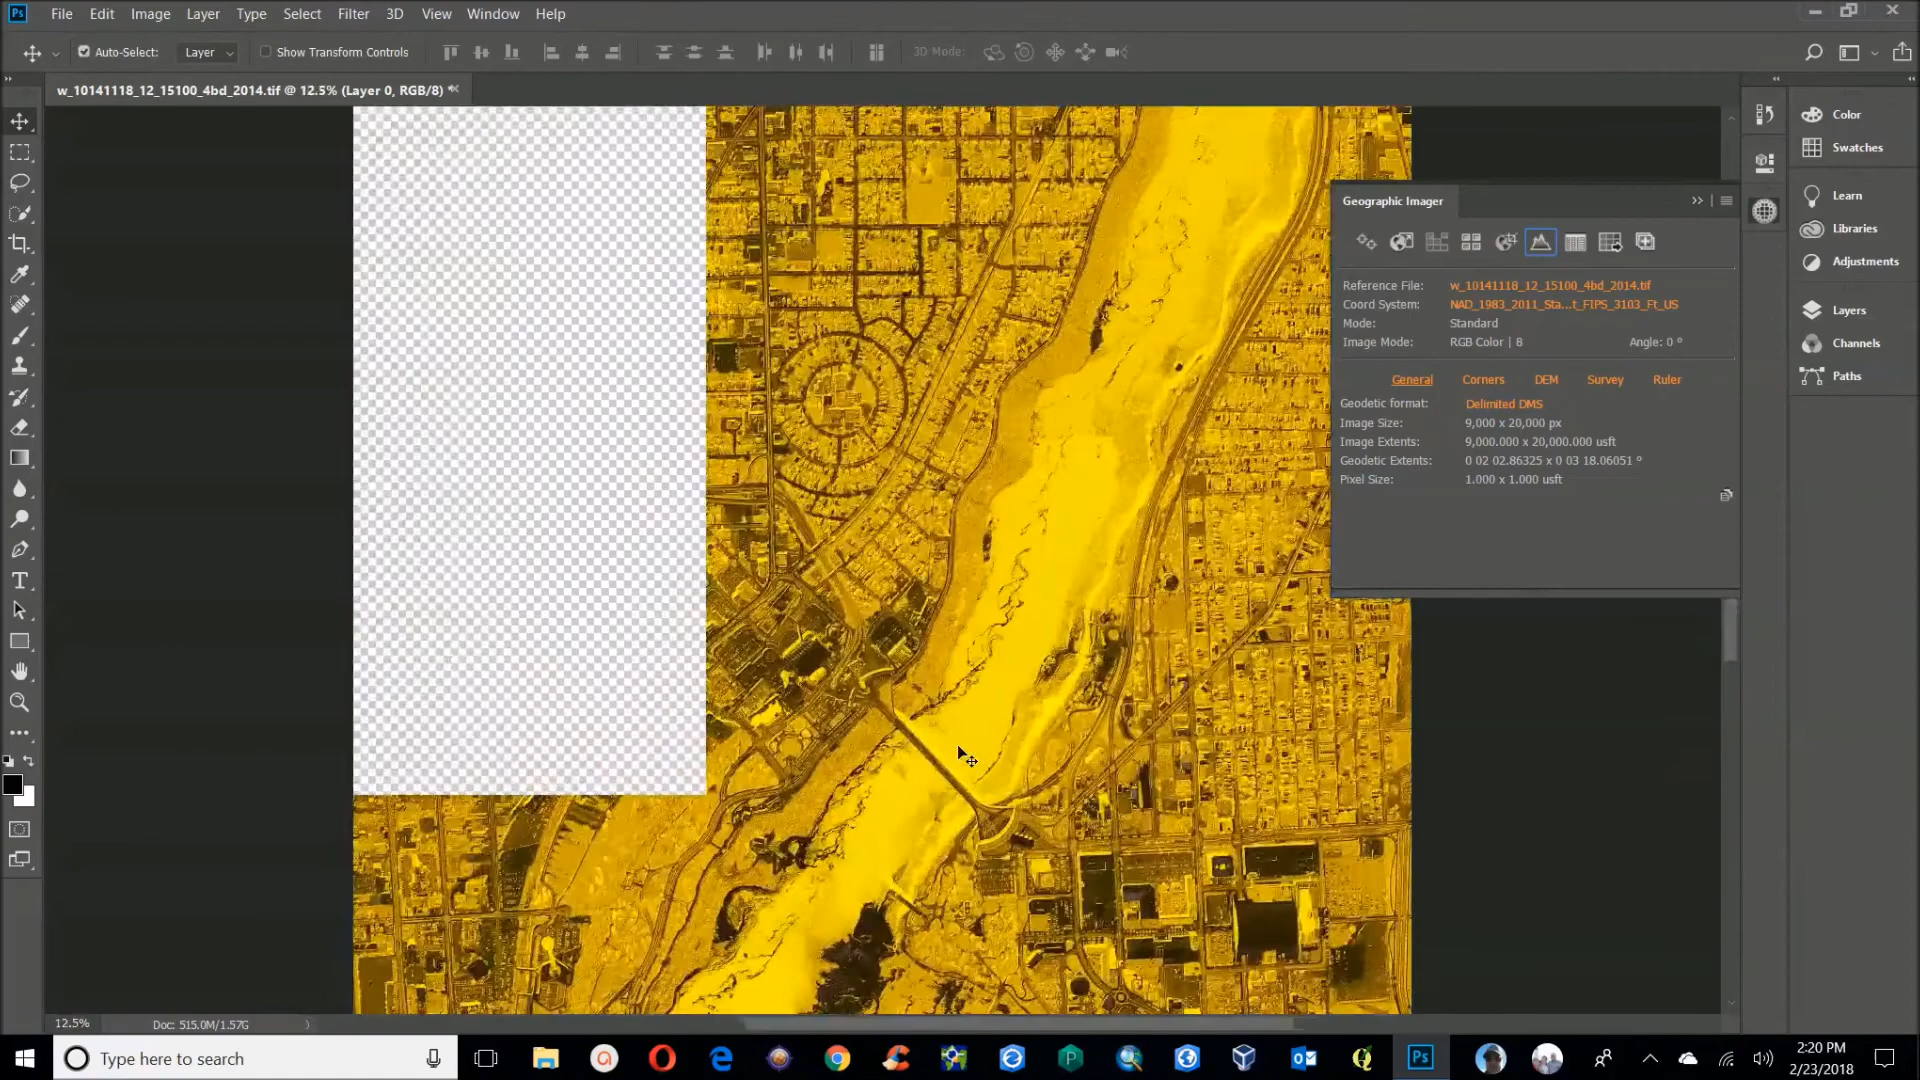 Ps File Edit Image Layer Type Select Filter 3D View Window Help
Auto-Select: Layer Show Transform Controls 3D Mode:
w_10141118_12_15100_4bd_2014.tif @ 12.5% (Layer 0, RGB/8) *
Color
Swatches
Learn
Libraries
Adjustments
Layers
Channels
Paths
Geographic Imager
Reference File: w_10141118_12_15100_4bd_2014.tif
Coord System: NAD_1983_2011_Sta...t_FIPS_3103_Ft_US
Mode: Standard
Image Mode: RGB Color | 8 Angle: 0 °
General Corners DEM Survey Ruler
Geodetic format: Delimited DMS
Image Size: 9,000 x 20,000 px
Image Extents: 9,000.000 x 20,000.000 usft
Geodetic Extents: 0 02 02.86325 x 0 03 18.06051 °
Pixel Size: 1.000 x 1.000 usft
12.5% Doc: 515.0M/1.57G
Type here to search
Ps
2:20 PM
2/23/2018